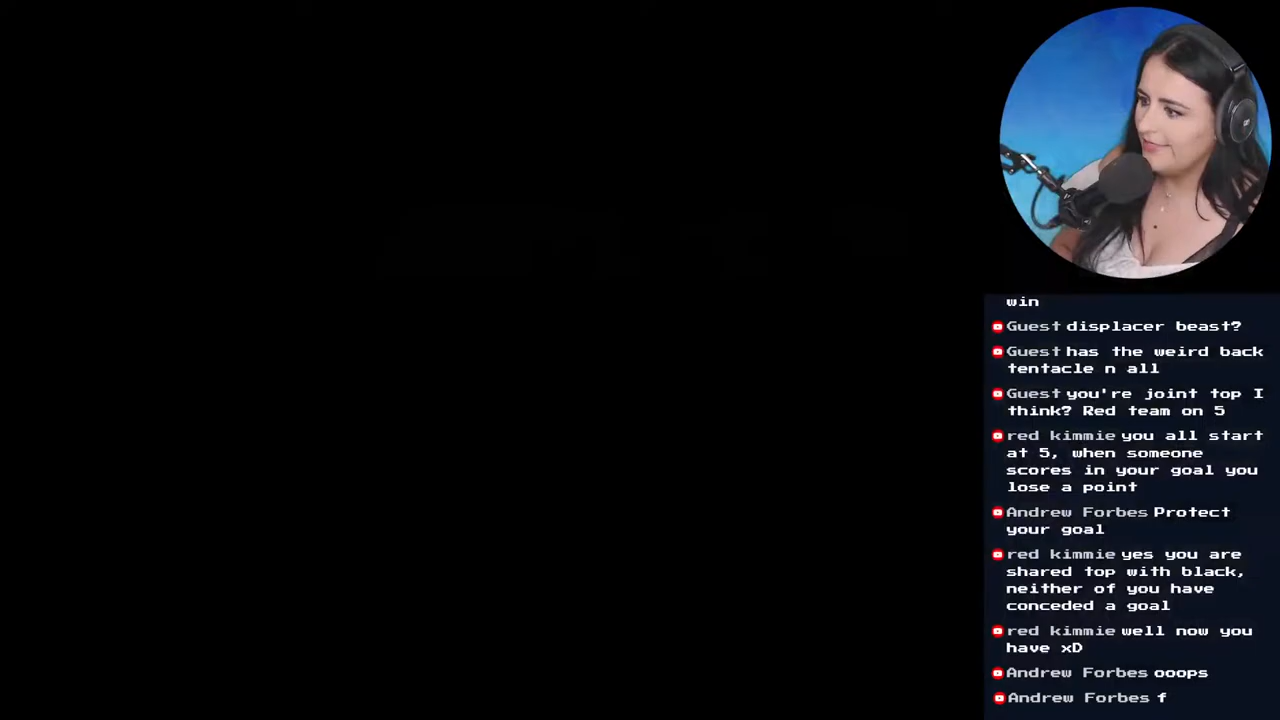 win
Guest displacer beast?
Guest has the weird back
tentacle n all
Guest you're joint top I
think? Red team on 5
red kimmie you all start
at 5, when someone
scores in your goal you
lose a point
Andrew Forbes Protect
your goal
red kimmie yes you are
shared top with black,
neither of you have
conceded a goal
red kimmie well now you
have xD
Andrew Forbes ooops
Andrew Forbes f